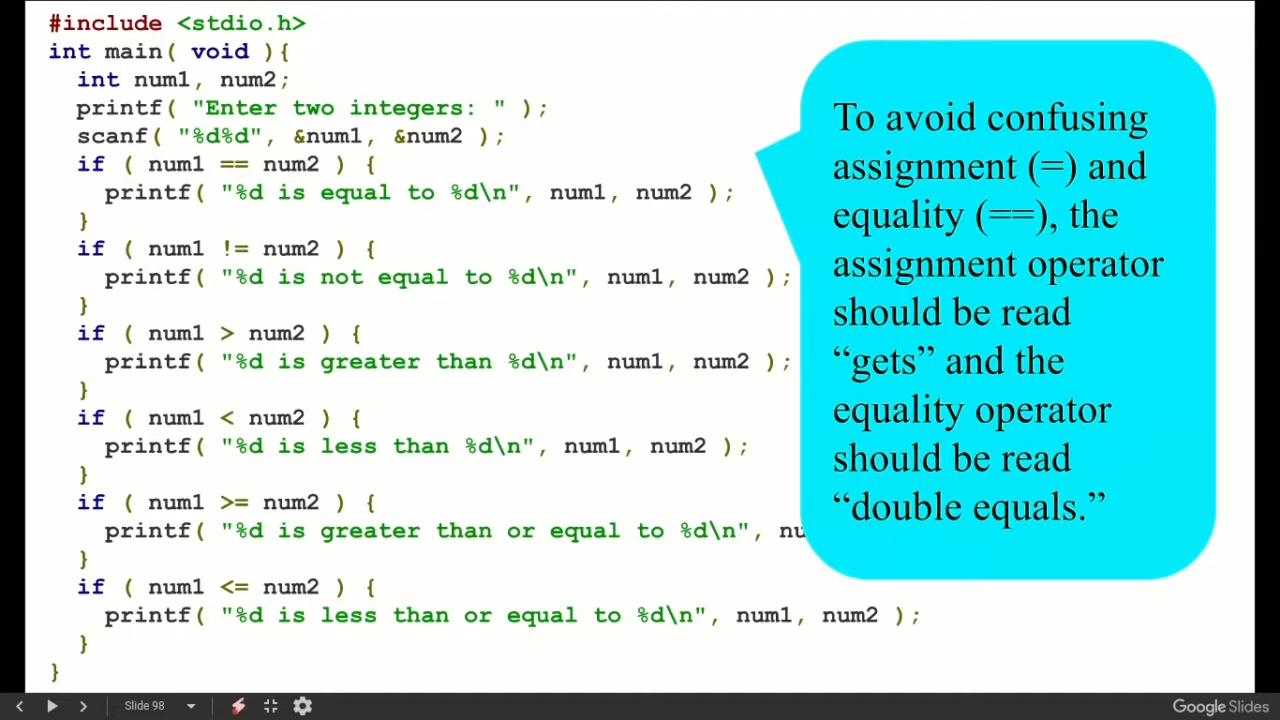 #include <stdio.h>
int main( void ){
  int num1, num2;
  printf( "Enter two integers: " );
  scanf( "%d%d", &num1, &num2 );
  if ( num1 == num2 ) {
    printf( "%d is equal to %d\n", num1, num2 );
  }
  if ( num1 != num2 ) {
    printf( "%d is not equal to %d\n", num1, num2 );
  }
  if ( num1 > num2 ) {
    printf( "%d is greater than %d\n", num1, num2 );
  }
  if ( num1 < num2 ) {
    printf( "%d is less than %d\n", num1, num2 );
  }
  if ( num1 >= num2 ) {
    printf( "%d is greater than or equal to %d\n",
  }
  if ( num1 <= num2 ) {
    printf( "%d is less than or equal to %d\n", num1, num2 );
  }
}
To avoid confusing
assignment (=) and
equality (==), the
assignment operator
should be read
“gets” and the
equality operator
should be read
“double equals.”
Slide 98
Google Slides